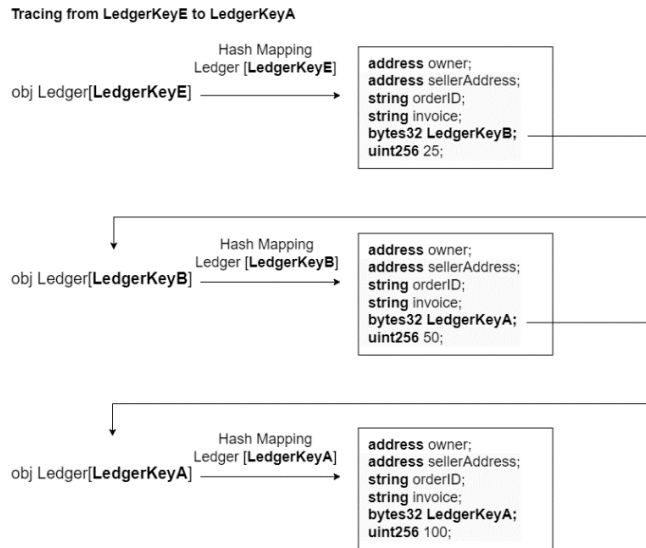 Tracing from LedgerKeyE to LedgerKeyA
Hash Mapping
Ledger [LedgerKeyE]
obj Ledger[LedgerKeyE]
address owner;
address sellerAddress;
string orderID;
string invoice;
bytes32 LedgerKeyB;
uint256 25;
Hash Mapping
Ledger [LedgerKeyB]
obj Ledger[LedgerKeyB]
address owner;
address sellerAddress;
string orderID;
string invoice;
bytes32 LedgerKeyA;
uint256 50;
Hash Mapping
Ledger [LedgerKeyA]
obj Ledger[LedgerKeyA]
address owner;
address sellerAddress;
string orderID;
string invoice;
bytes32 LedgerKeyA;
uint256 100;